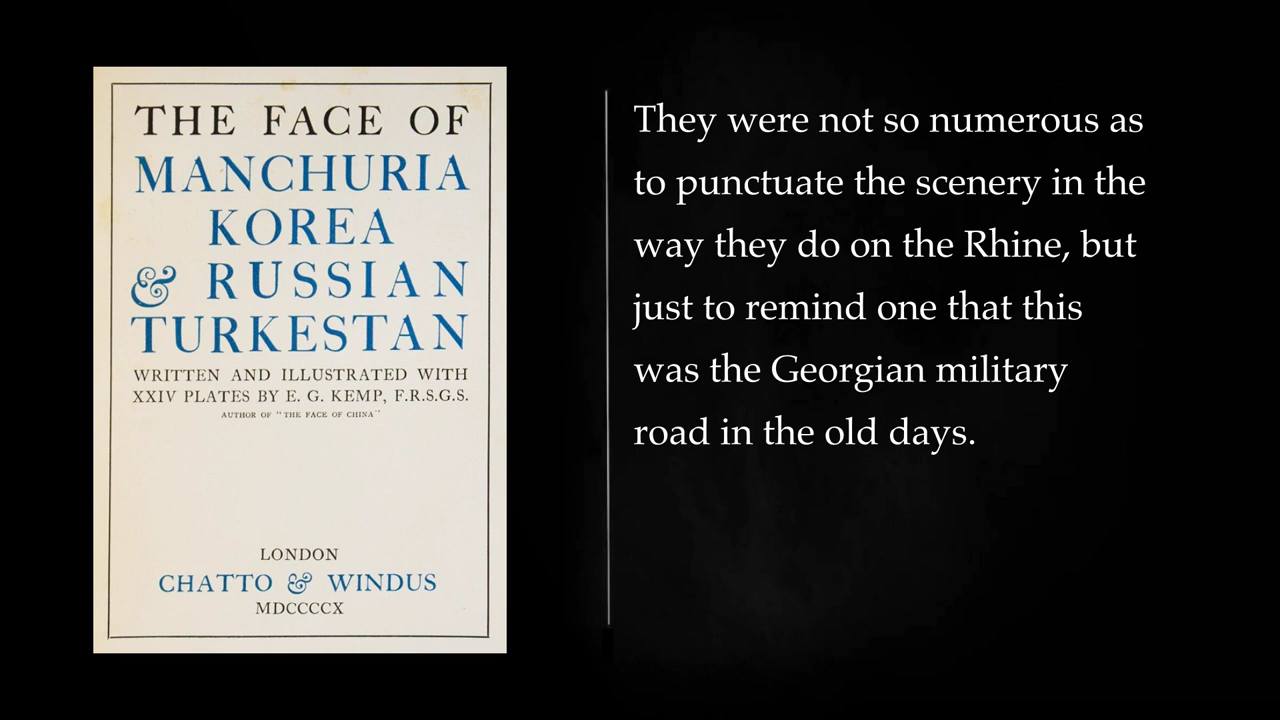 THE FACE OF
MANCHURIA
KOREA
& RUSSIAN
TURKESTAN
WRITTEN AND ILLUSTRATED WITH
XXIV PLATES BY E. G. KEMP, F.R.S.G.S.
AUTHOR OF "THE FACE OF CHINA"
LONDON
CHATTO & WINDUS
MDCCCCX
They were not so numerous as
to punctuate the scenery in the
way they do on the Rhine, but
just to remind one that this
was the Georgian military
road in the old days.